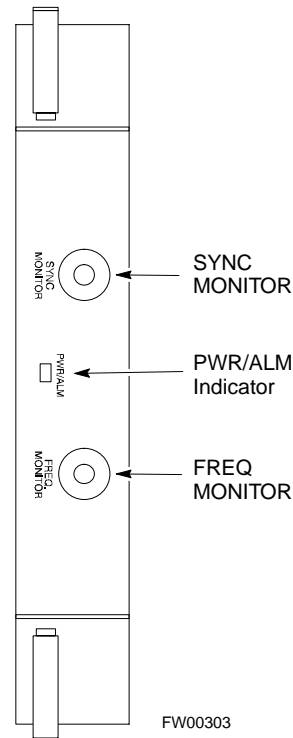 SYNC
MONITOR
SYNC
MONITOR
PWR/ALM
PWR/ALM
Indicator
FREQ.
MONITOR
FREQ
MONITOR
FW00303